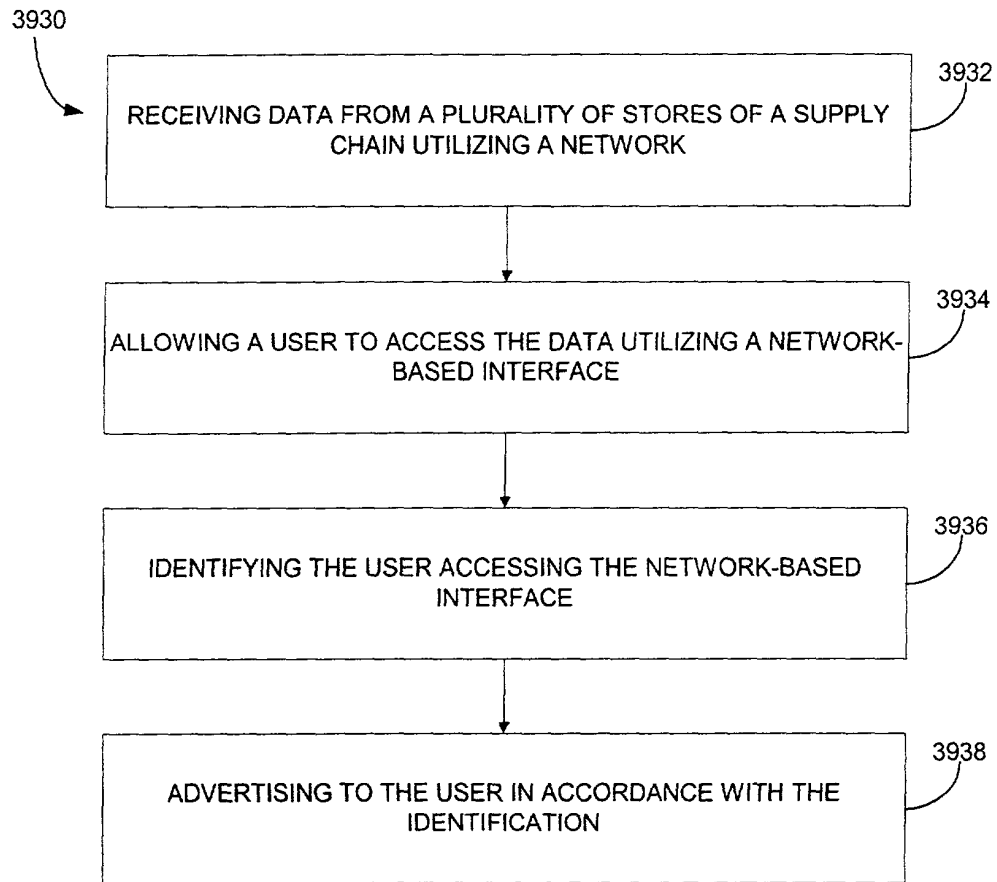 3930
3932
RECEIVING DATA FROM A PLURALITY OF STORES OF A SUPPLY
CHAIN UTILIZING A NETWORK
3934
ALLOWING A USER TO ACCESS THE DATA UTILIZING A NETWORK-
BASED INTERFACE
3936
IDENTIFYING THE USER ACCESSING THE NETWORK-BASED
INTERFACE
3938
ADVERTISING TO THE USER IN ACCORDANCE WITH THE
IDENTIFICATION